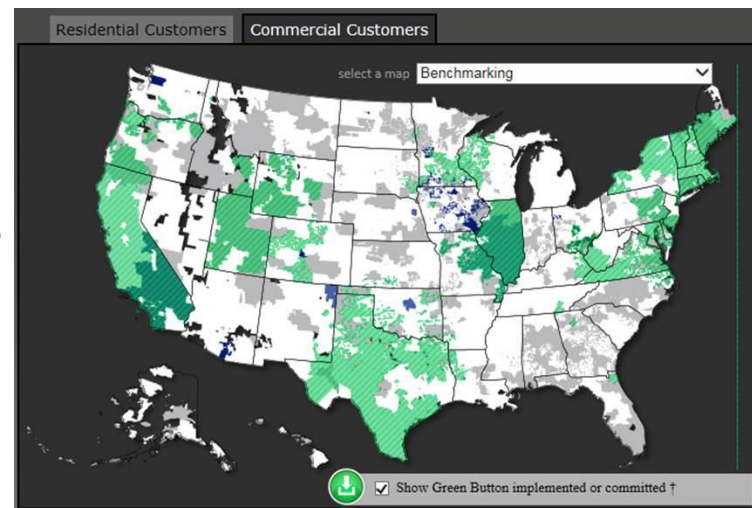 Residential Customers Commercial Customers
select a map Benchmarking
Show Green Button implemented or committed †